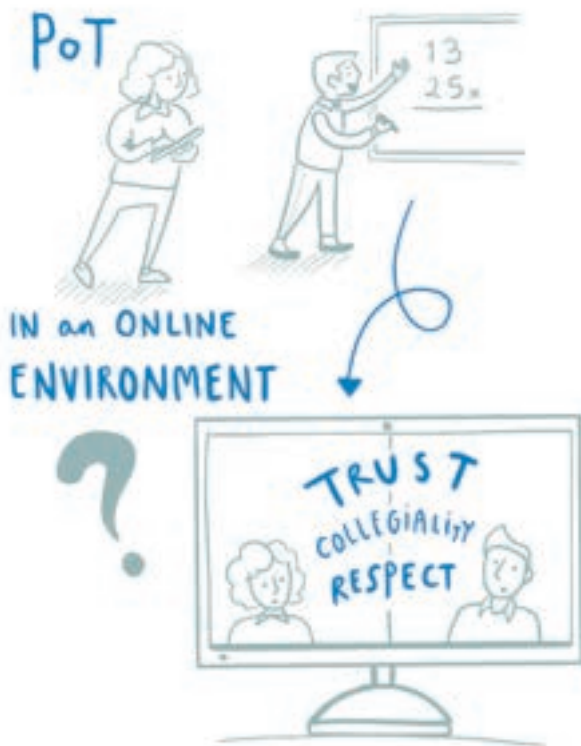 PoT
13
25×
IN an ONLINE
ENVIRONMENT
?
TRUST
COLLEGIALITY
RESPECT